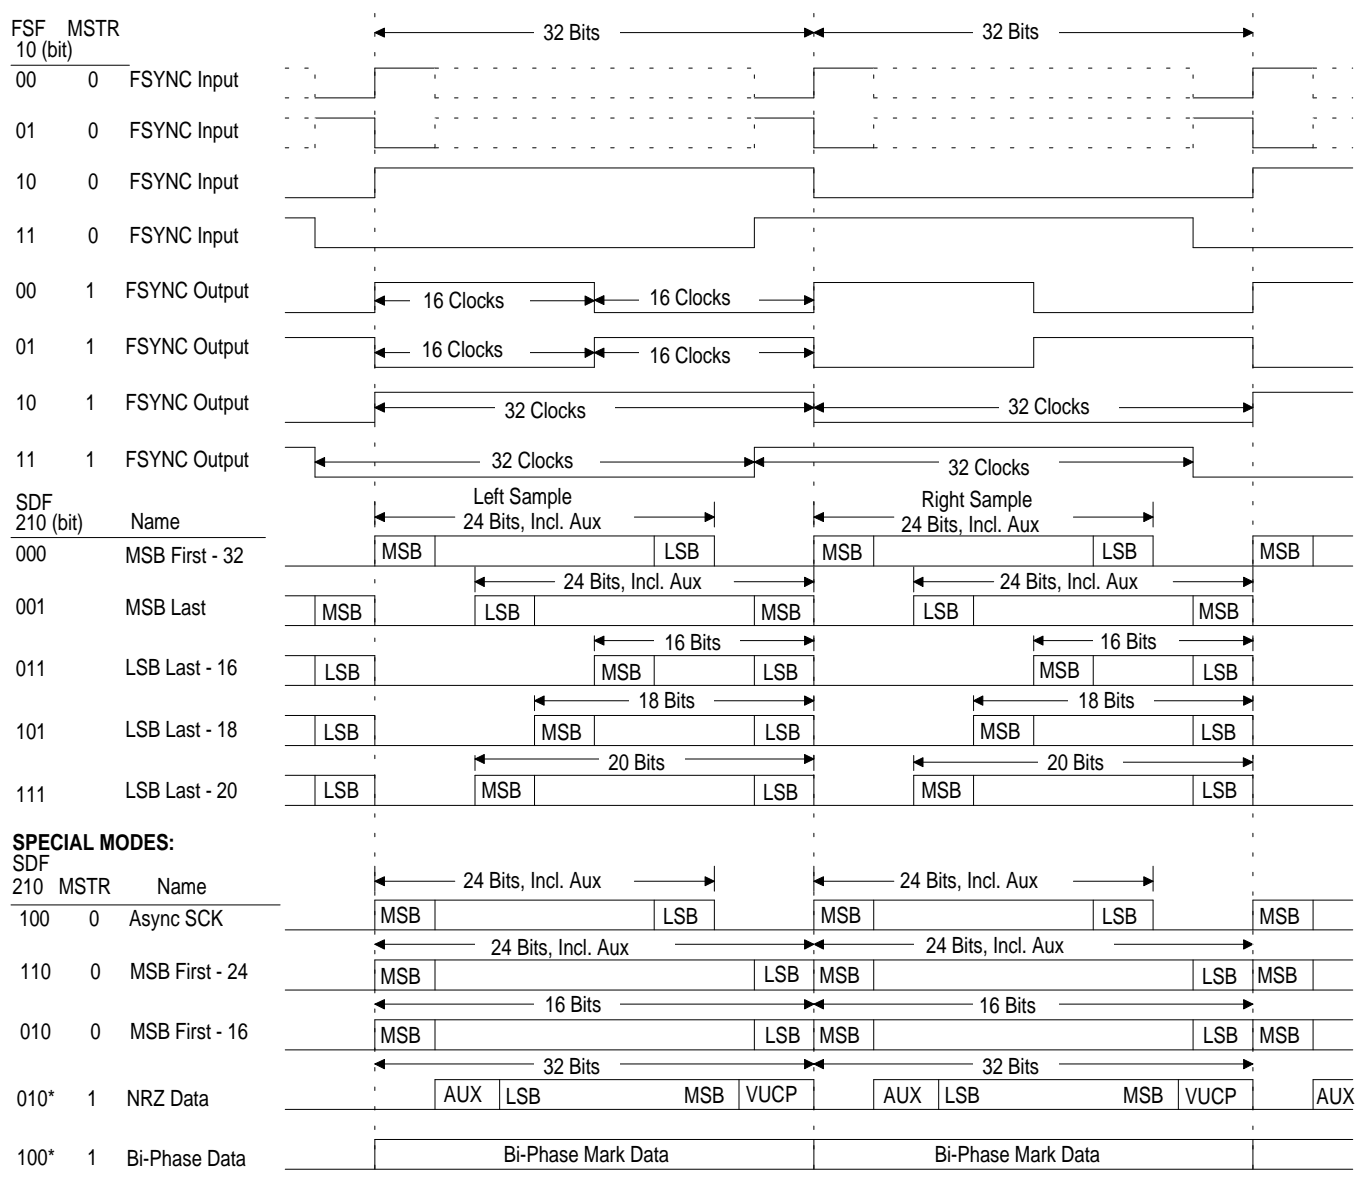 FSF MSTR
10 (bit)
32 Bits 32 Bits
00 0 FSYNC Input
01 0 FSYNC Input
10 0 FSYNC Input
11 0 FSYNC Input
00 1 FSYNC Output 16 Clocks 16 Clocks
01 1 FSYNC Output 16 Clocks 16 Clocks
10 1 FSYNC Output 32 Clocks 32 Clocks
11 1 FSYNC Output 32 Clocks 32 Clocks
SDF
210 (bit) Name
Left Sample Right Sample
24 Bits, Incl. Aux 24 Bits, Incl. Aux
000 MSB First - 32 MSB LSB MSB LSB MSB
24 Bits, Incl. Aux 24 Bits, Incl. Aux
001 MSB Last MSB LSB MSB LSB MSB
16 Bits 16 Bits
011 LSB Last - 16 LSB MSB LSB MSB LSB
18 Bits 18 Bits
101 LSB Last - 18 LSB MSB LSB MSB LSB
20 Bits 20 Bits
111 LSB Last - 20 LSB MSB LSB MSB LSB
SPECIAL MODES:
SDF
210 MSTR Name
24 Bits, Incl. Aux 24 Bits, Incl. Aux
100 0 Async SCK MSB LSB MSB LSB MSB
24 Bits, Incl. Aux 24 Bits, Incl. Aux
110 0 MSB First - 24 MSB LSB MSB LSB MSB
16 Bits 16 Bits
010 0 MSB First - 16 MSB LSB MSB LSB MSB
32 Bits 32 Bits
010* 1 NRZ Data AUX LSB MSB VUCP AUX LSB MSB VUCP AUX
100* 1 Bi-Phase Data Bi-Phase Mark Data Bi-Phase Mark Data